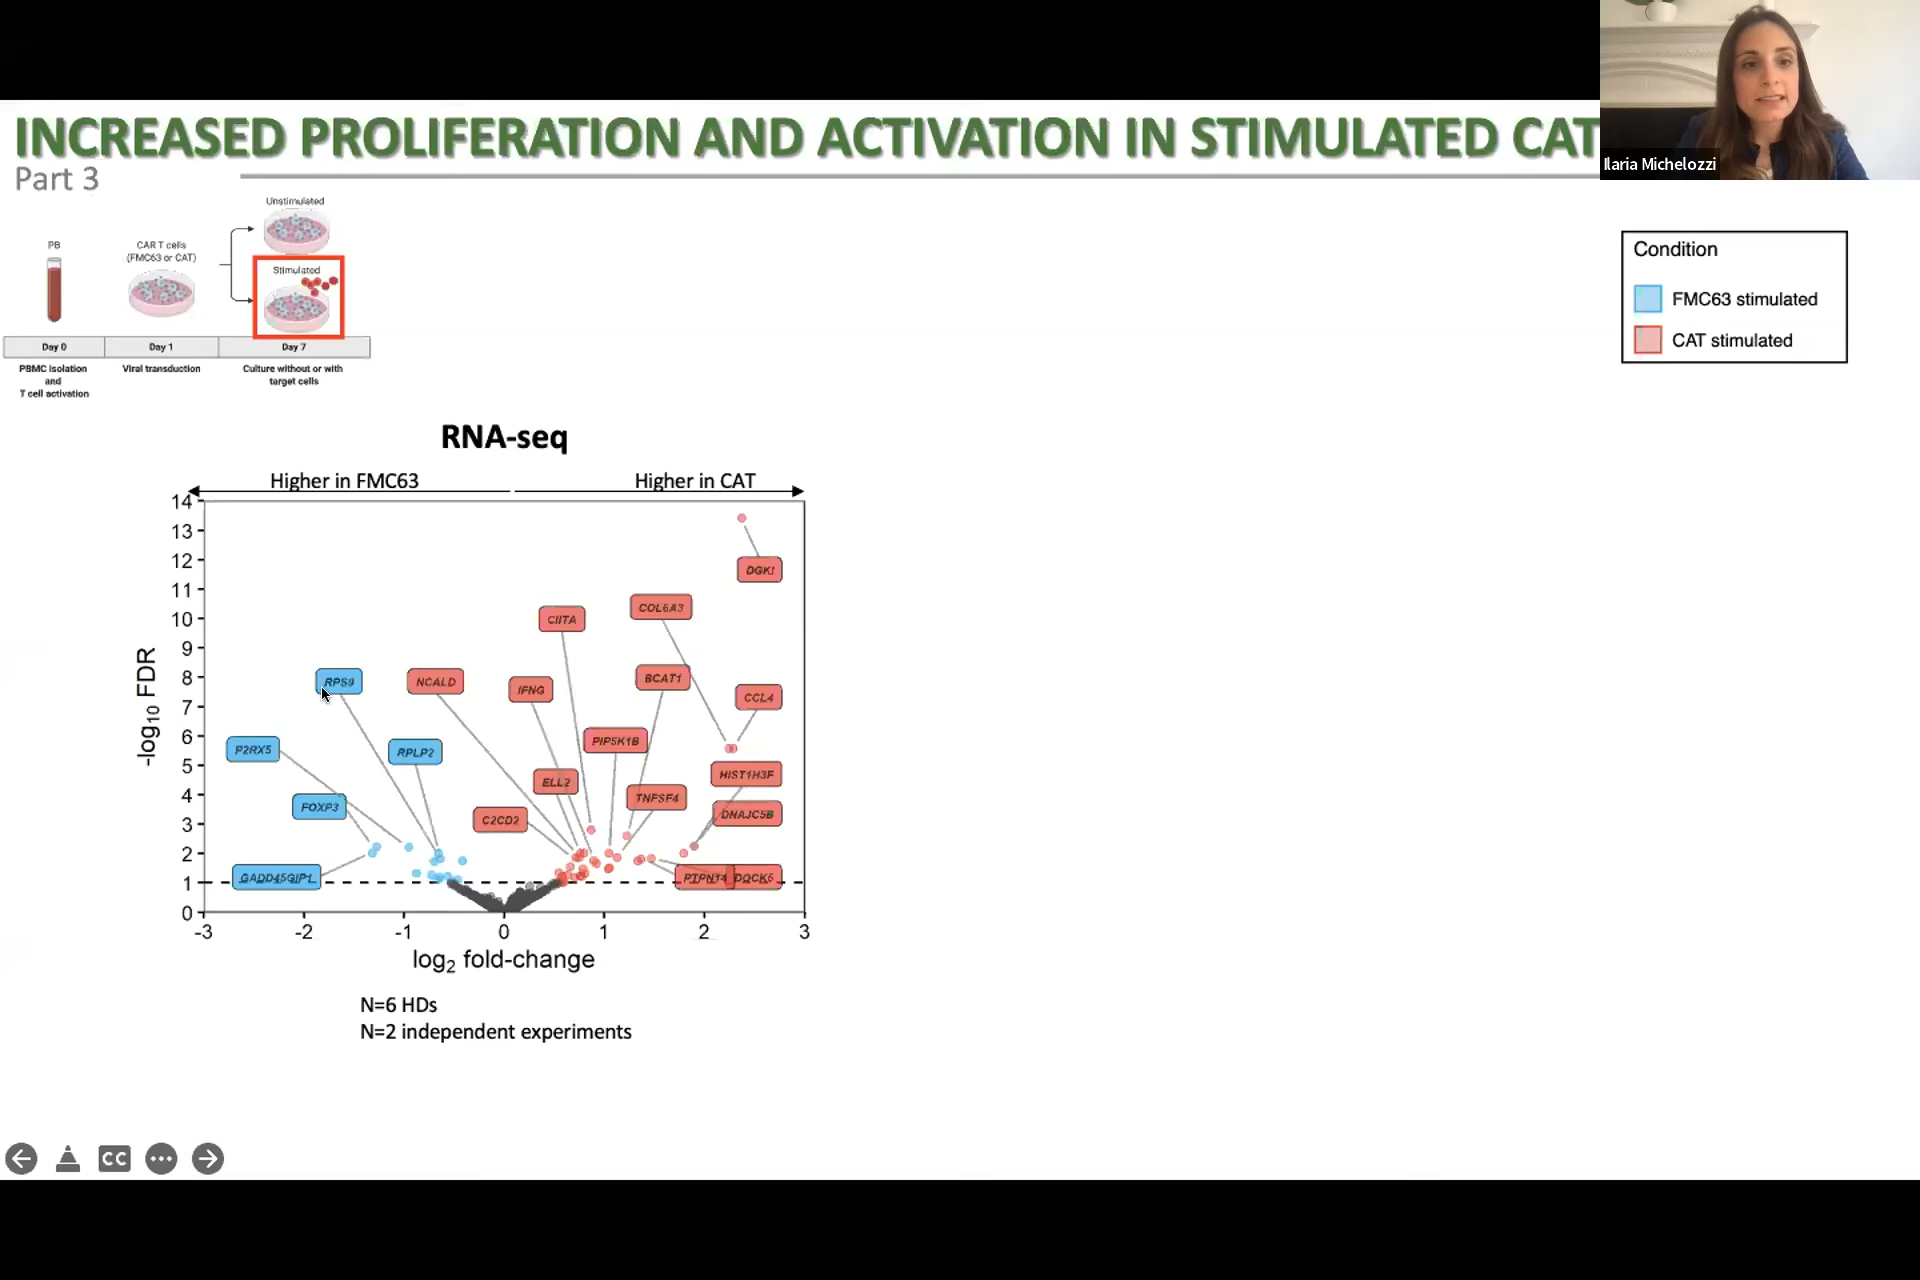 INCREASED PROLIFERATION AND ACTIVATION IN STIMULATED CAT
Part 3
Ilaria Michelozzi
Unstimulated
PB
CAR T cells
(FMC63 or CAT)
Stimulated
Day 0
Day 1
Day 7
PBMC isolation
and
T cell activation
Viral transduction
Culture without or with
target cells
Condition
FMC63 stimulated
CAT stimulated
RNA-seq
Higher in FMC63
Higher in CAT
14
13
12
11
10
9
8
7
6
5
4
3
2
1
0
-log10 FDR
DGKI
COL6A3
CIITA
RPS9
NCALD
IFNG
BCAT1
CCL4
P2RX5
RPLP2
PIP5K1B
ELL2
HIST1H3F
FOXP3
C2CD2
TNFSF4
DNAJC5B
GADD45GIP1
PTPN14
DOCK5
-3
-2
-1
0
1
2
3
log2 fold-change
N=6 HDs
N=2 independent experiments
CC